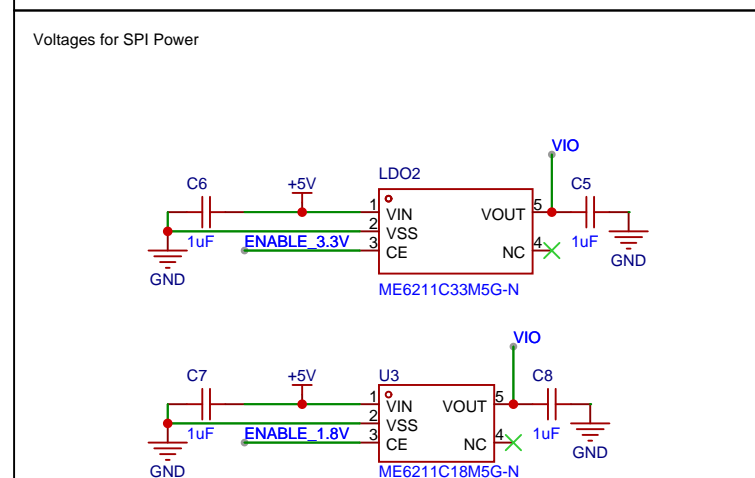 Voltages for SPI Power
VIO
LDO2
C6 +5V C5
1 VIN VOUT 5
2 VSS
1uF ENABLE_3.3V 3 CE NC 4 1uF
GND GND
ME6211C33M5G-N
VIO
C7 +5V U3 C8
1 VIN VOUT 5
2 VSS
1uF ENABLE_1.8V 3 CE NC 4 1uF
GND GND
ME6211C18M5G-N